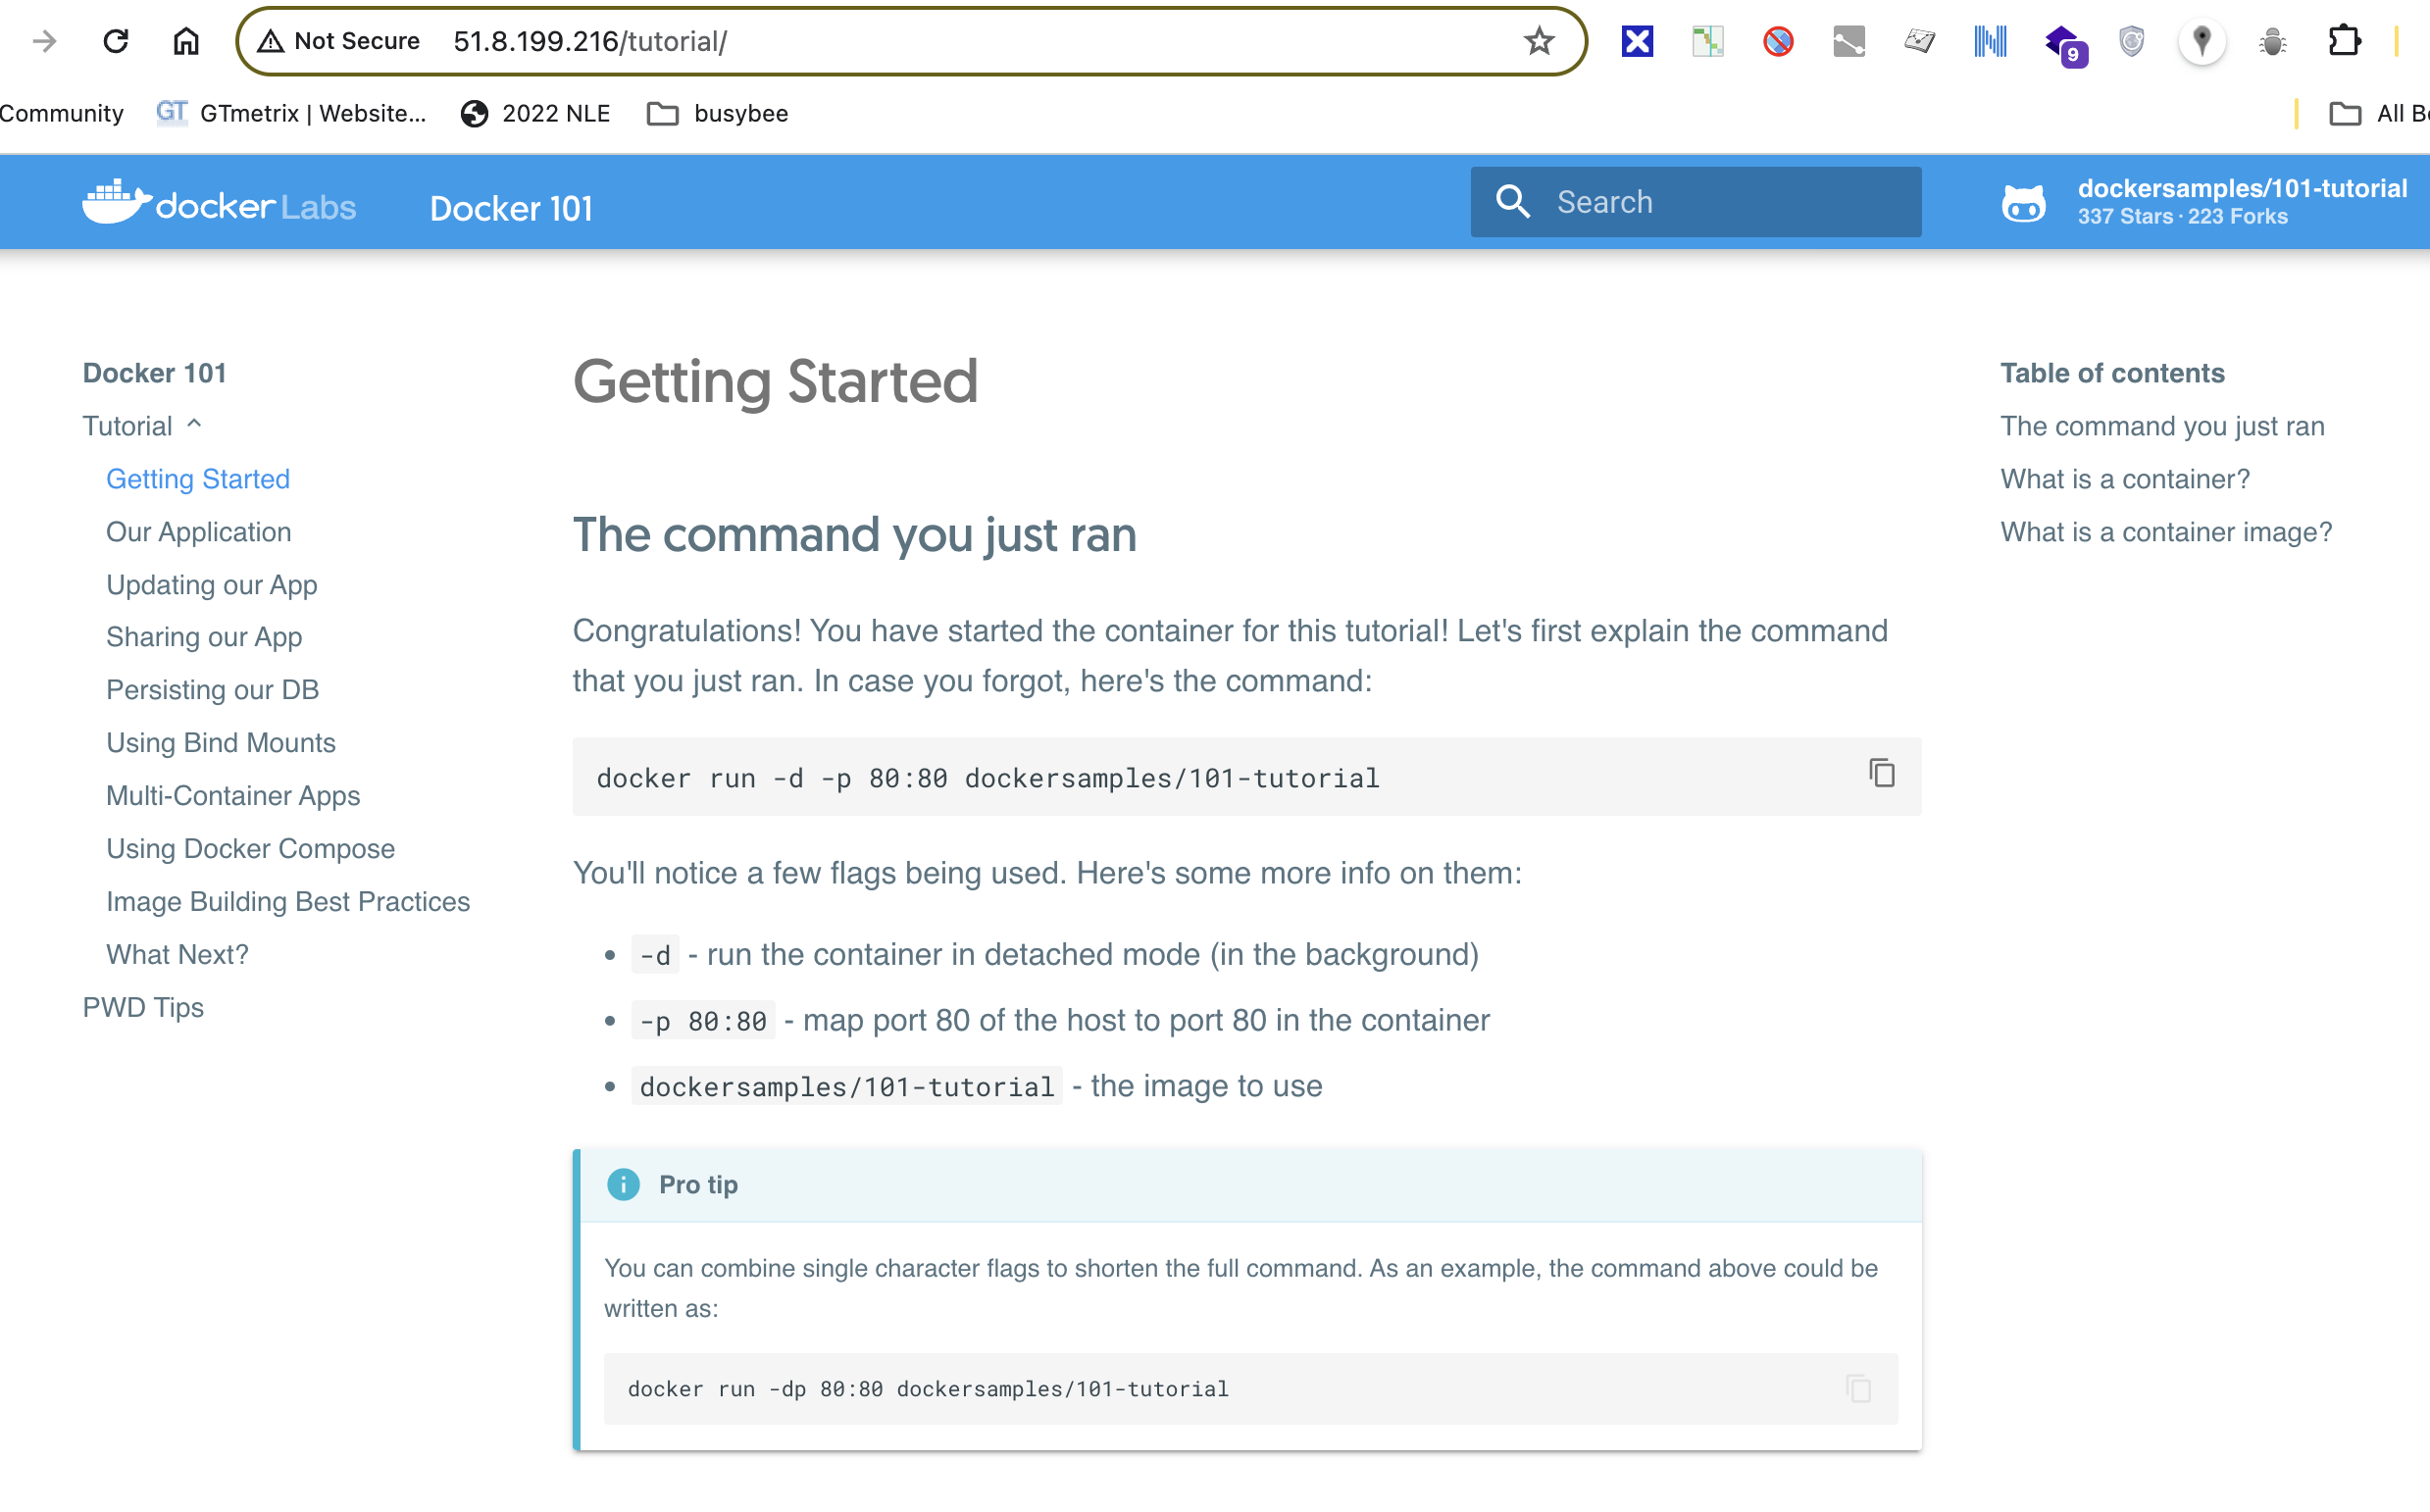 Not Secure 51.8.199.216/tutorial/
9
Community GT GTmetrix | Website... 2022 NLE busybee All Bo
docker Labs Docker 101 Search dockersamples/101-tutorial
337 Stars · 223 Forks
Docker 101
Tutorial
Getting Started
Our Application
Updating our App
Sharing our App
Persisting our DB
Using Bind Mounts
Multi-Container Apps
Using Docker Compose
Image Building Best Practices
What Next?
PWD Tips
Getting Started
The command you just ran
Congratulations! You have started the container for this tutorial! Let's first explain the command
that you just ran. In case you forgot, here's the command:
docker run -d -p 80:80 dockersamples/101-tutorial
You'll notice a few flags being used. Here's some more info on them:
• -d - run the container in detached mode (in the background)
• -p 80:80 - map port 80 of the host to port 80 in the container
• dockersamples/101-tutorial - the image to use
Pro tip
You can combine single character flags to shorten the full command. As an example, the command above could be
written as:
docker run -dp 80:80 dockersamples/101-tutorial
Table of contents
The command you just ran
What is a container?
What is a container image?